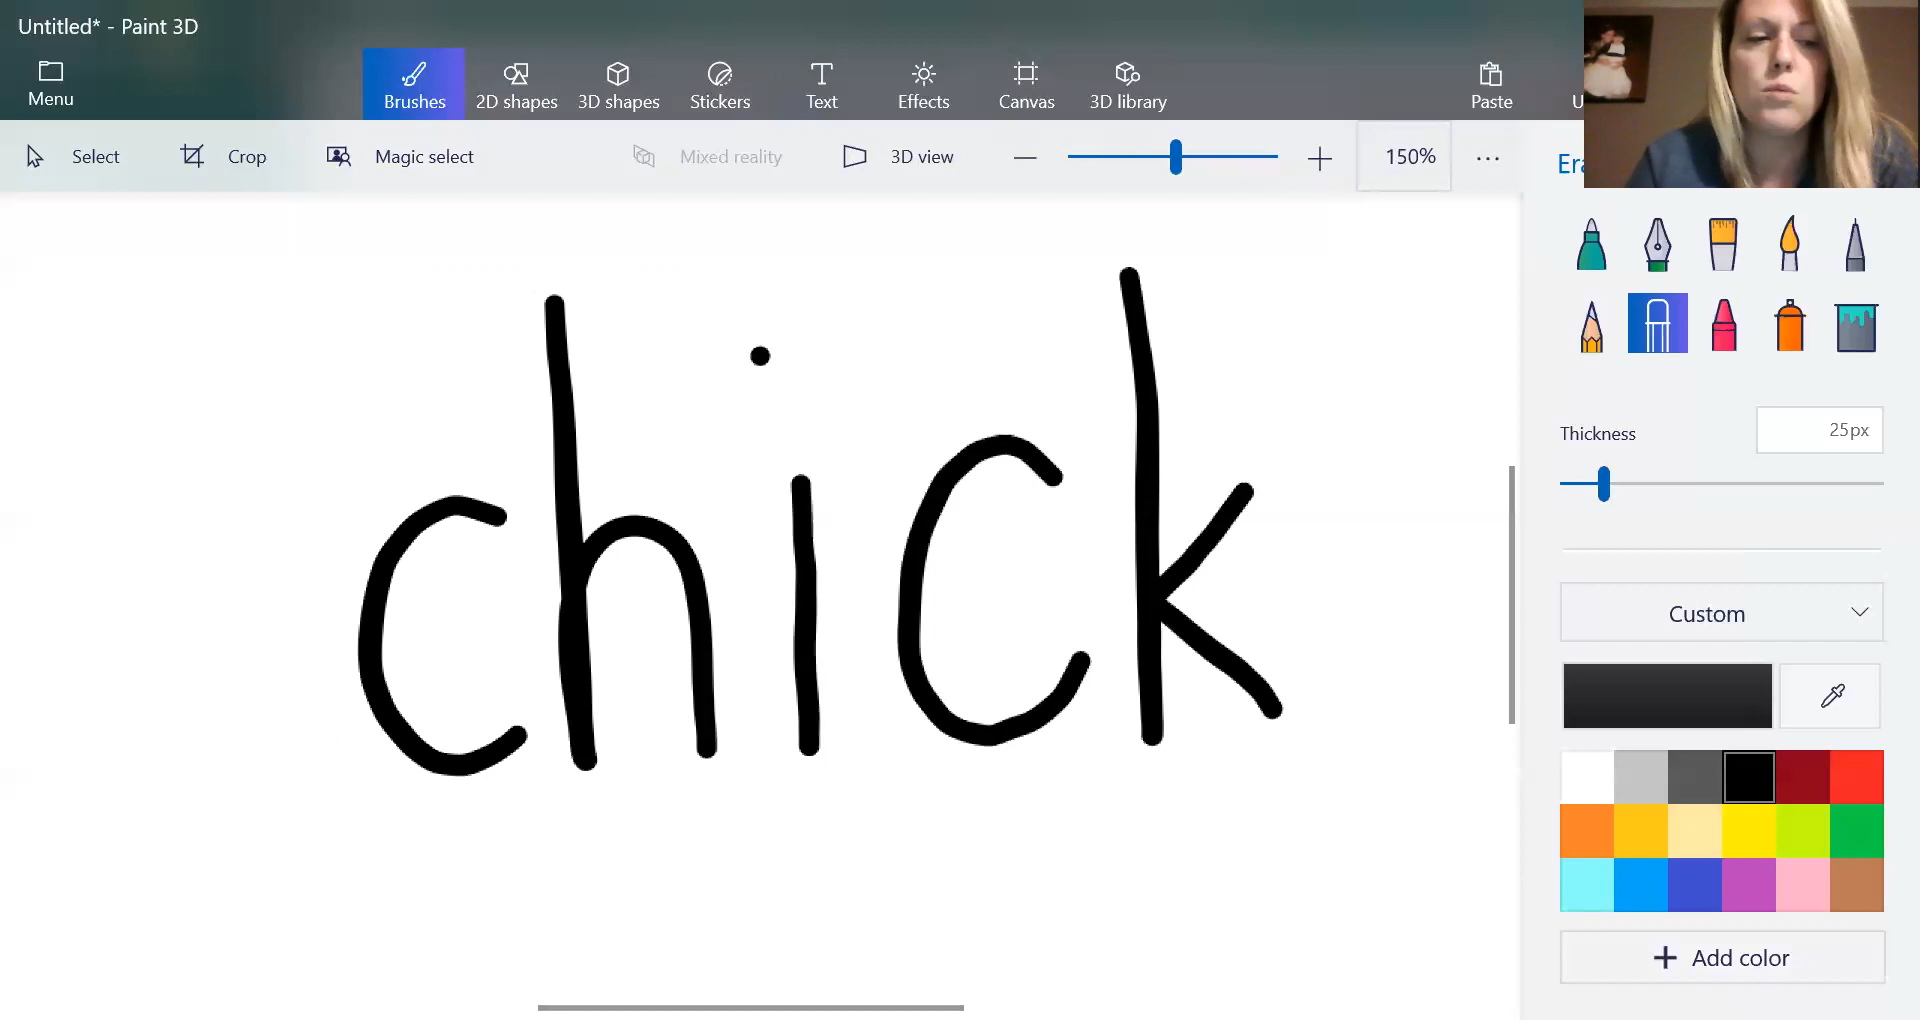 Untitled* - Paint 3D
Menu
Brushes
2D shapes
3D shapes
Stickers
Text
Effects
Canvas
3D library
Paste
Select
Crop
Magic select
Mixed reality
3D view
150%
chick
Thickness
25px
Custom
Add color